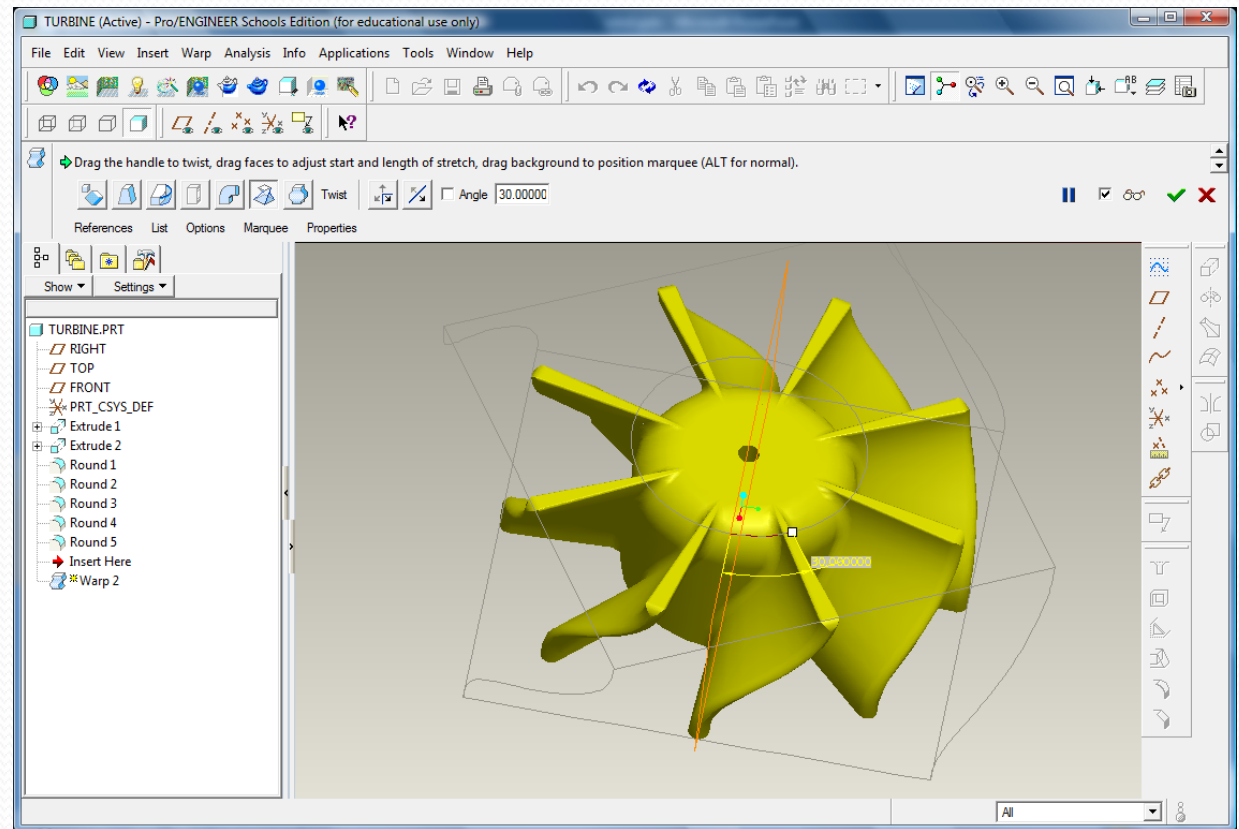 TURBINE (Active) - Pro/ENGINEER Schools Edition (for educational use only)
File Edit View Insert Warp Analysis Info Applications Tools Window Help
Drag the handle to twist, drag faces to adjust start and length of stretch, drag background to position marquee (ALT for normal).
Twist Angle 30.00000
References List Options Marquee Properties
Show Settings
TURBINE.PRT
RIGHT
TOP
FRONT
PRT_CSYS_DEF
Extrude 1
Extrude 2
Round 1
Round 2
Round 3
Round 4
Round 5
Insert Here
Warp 2
All